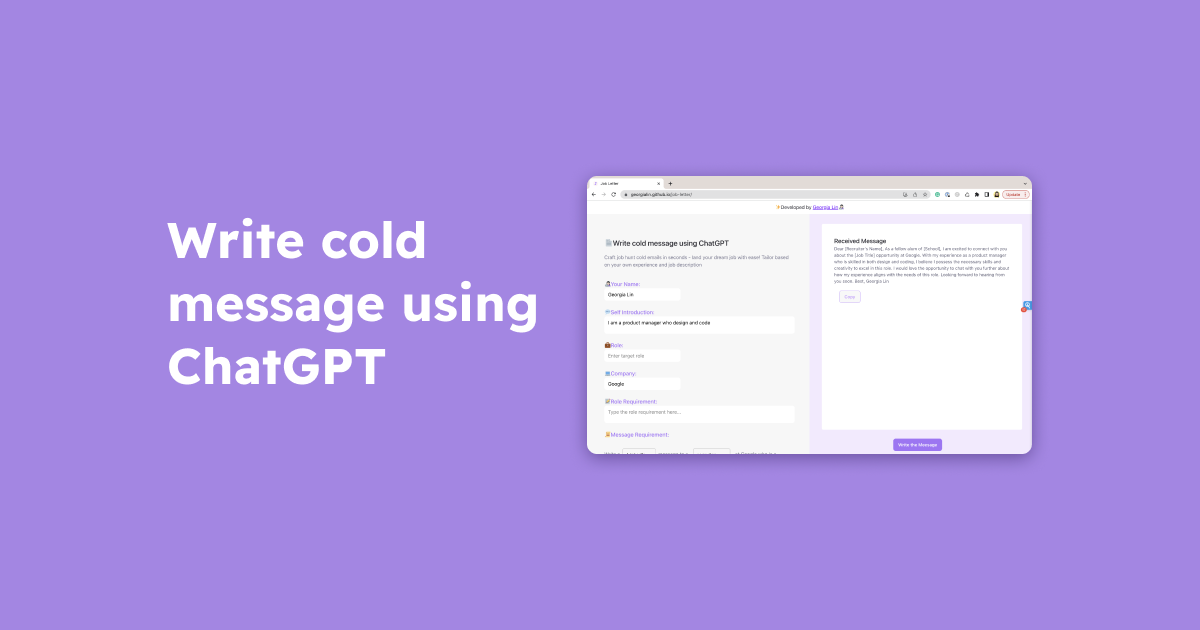 Write cold
message using
ChatGPT
Job Letter
georgialin.github.io/job-letter/
Update
✨Developed by Georgia Lin
Write cold message using ChatGPT
Craft job hunt cold emails in seconds - land your dream job with ease! Tailor based
on your own experience and job description
Your Name:
Georgia Lin
Self Introduction:
I am a product manager who design and code
Role:
Enter target role
Company:
Google
Role Requirement:
Type the role requirement here...
Message Requirement:
Received Message
Dear [Recruiter's Name], As a fellow alum of [School], I am excited to connect with you
about the [Job Title] opportunity at Google. With my experience as a product manager
who is skilled in both design and coding, I believe I possess the necessary skills and
creativity to excel in this role. I would love the opportunity to chat with you further about
how my experience aligns with the needs of this role. Looking forward to hearing from
you soon. Best, Georgia Lin
Copy
Write the Message